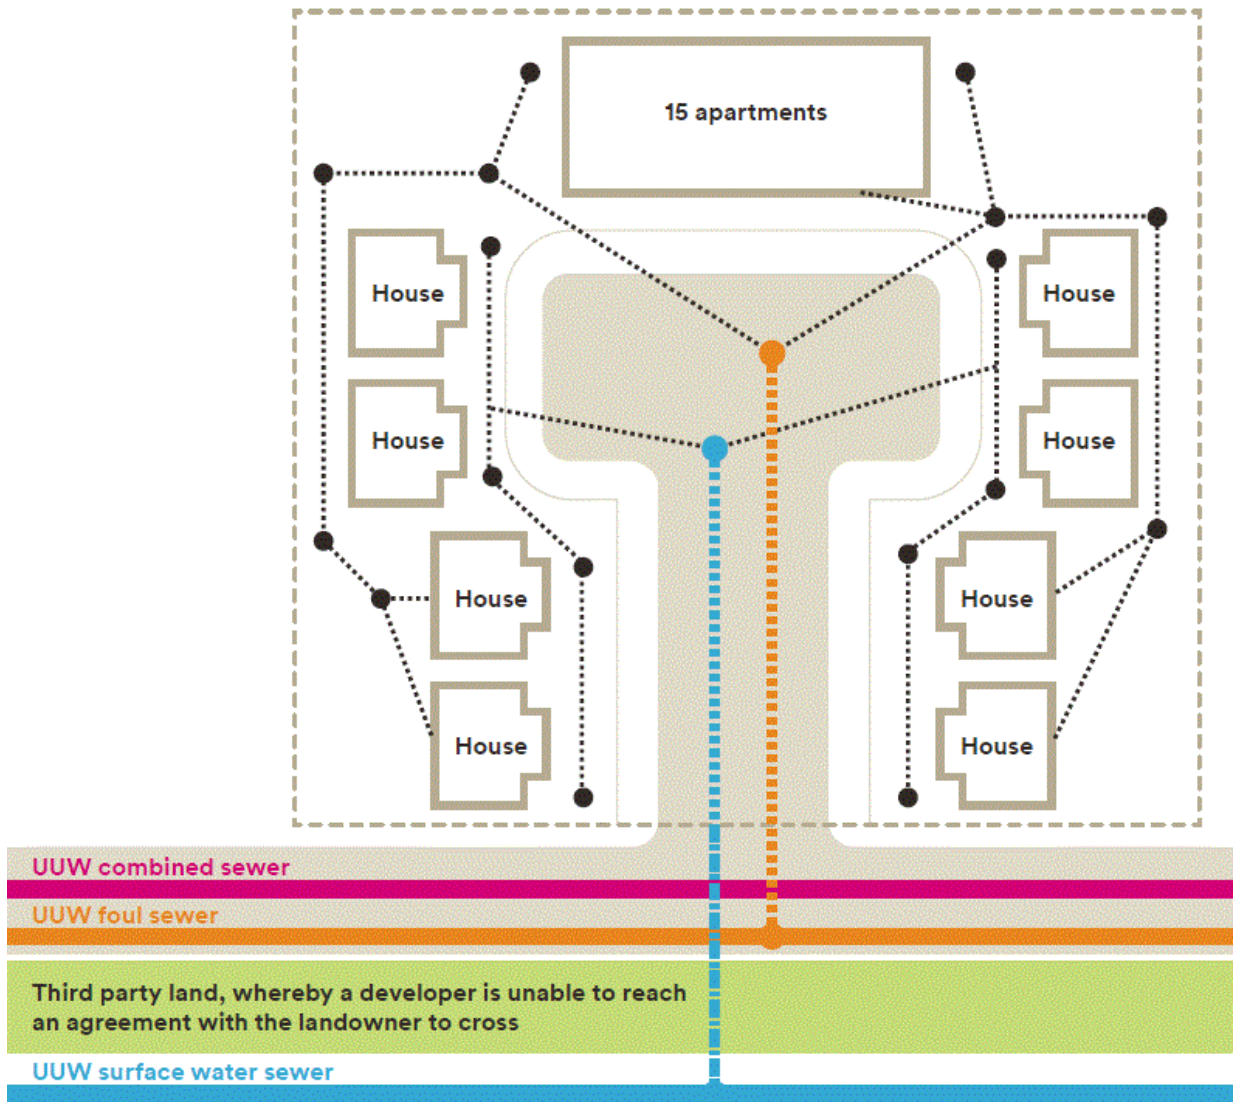 15 apartments
House
House
House
House
House
House
House
House
UUW combined sewer
UUW foul sewer
Third party land, whereby a developer is unable to reach
an agreement with the landowner to cross
UUW surface water sewer